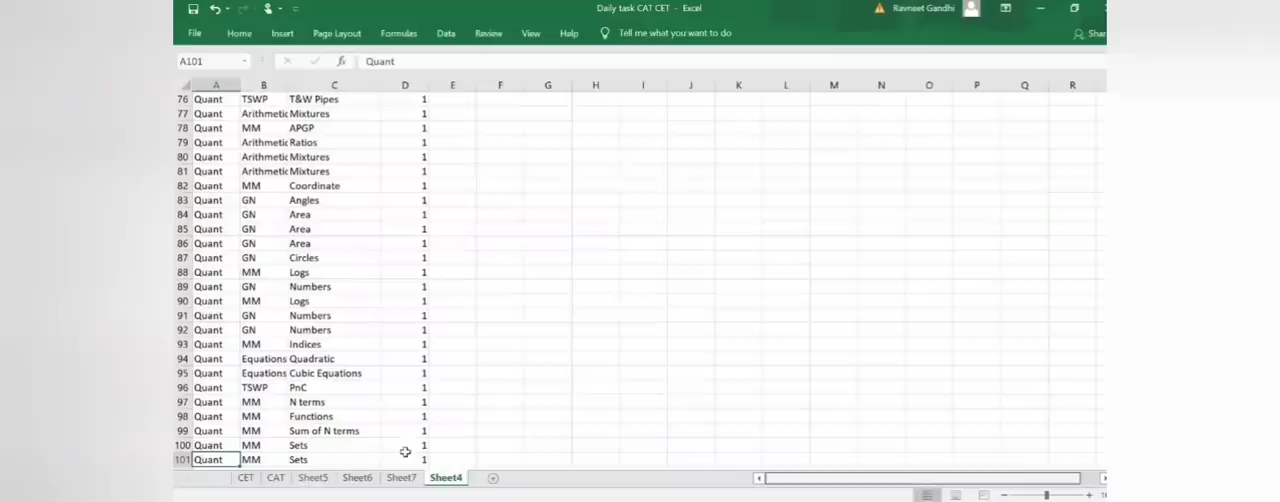 Daily task CAT CET - Excel
Ravneet Gandhi
File Home Insert Page Layout Formulas Data Review View Help Tell me what you want to do
A101 fx Quant
A B C D E F G H I J K L M N O P Q R
76 Quant TSWP T&W Pipes 1
77 Quant Arithmetic Mixtures 1
78 Quant MM APGP 1
79 Quant Arithmetic Ratios 1
80 Quant Arithmetic Mixtures 1
81 Quant Arithmetic Mixtures 1
82 Quant MM Coordinate 1
83 Quant GN Angles 1
84 Quant GN Area 1
85 Quant GN Area 1
86 Quant GN Area 1
87 Quant GN Circles 1
88 Quant MM Logs 1
89 Quant GN Numbers 1
90 Quant MM Logs 1
91 Quant GN Numbers 1
92 Quant GN Numbers 1
93 Quant MM Indices 1
94 Quant Equations Quadratic 1
95 Quant Equations Cubic Equations 1
96 Quant TSWP PnC 1
97 Quant MM N terms 1
98 Quant MM Functions 1
99 Quant MM Sum of N terms 1
100 Quant MM Sets 1
101 Quant MM Sets 1
CET CAT Sheet5 Sheet6 Sheet7 Sheet4